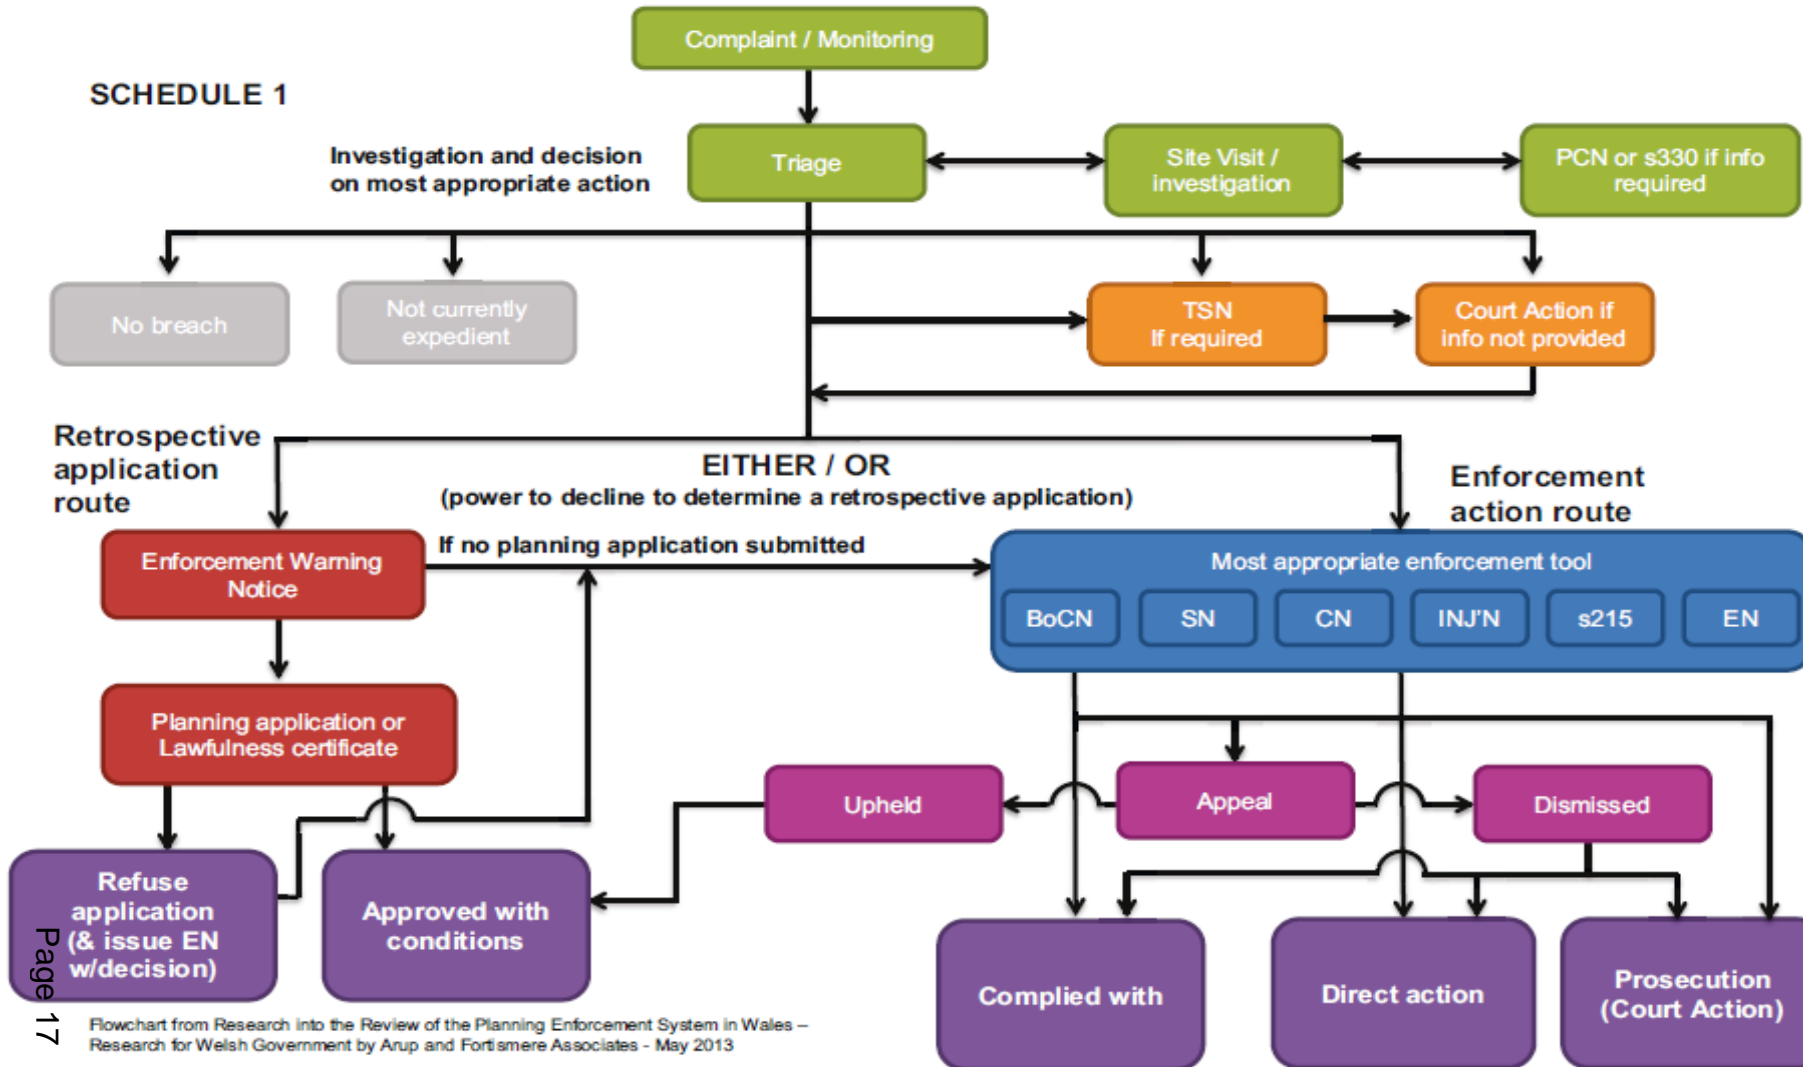 Complaint / Monitoring
SCHEDULE 1
Investigation and decision
on most appropriate action
Triage
Site Visit /
investigation
PCN or s330 if info
required
No breach
Not currently
expedient
TSN
If required
Court Action if
info not provided
Retrospective
application
route
EITHER / OR
(power to decline to determine a retrospective application)
Enforcement
action route
Enforcement Warning
Notice
If no planning application submitted
Most appropriate enforcement tool
BoCN
SN
CN
INJ'N
s215
EN
Planning application or
Lawfulness certificate
Upheld
Appeal
Dismissed
Refuse
application
(& issue EN
w/decision)
Approved with
conditions
Complied with
Direct action
Prosecution
(Court Action)
Page 17
Flowchart from Research into the Review of the Planning Enforcement System in Wales –
Research for Welsh Government by Arup and Fortismere Associates - May 2013